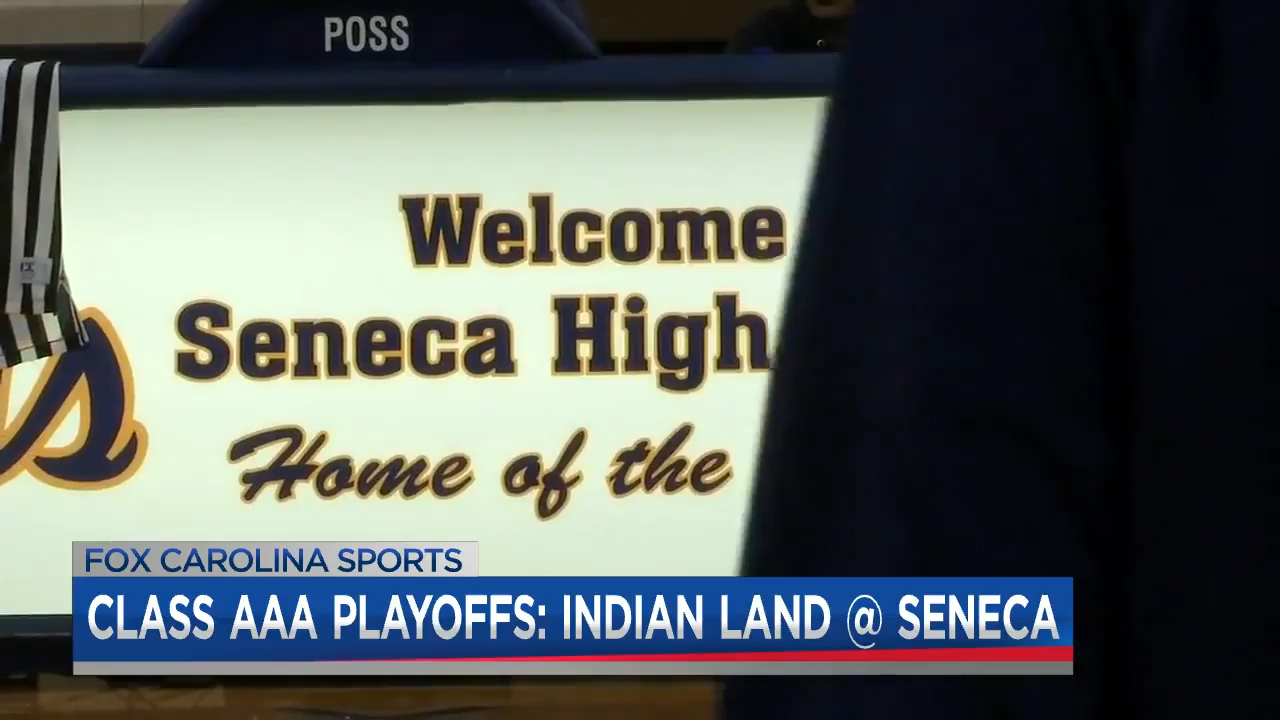 POSS
Welcome
Seneca High
Home of the
s
FOX CAROLINA SPORTS
CLASS AAA PLAYOFFS: INDIAN LAND @ SENECA